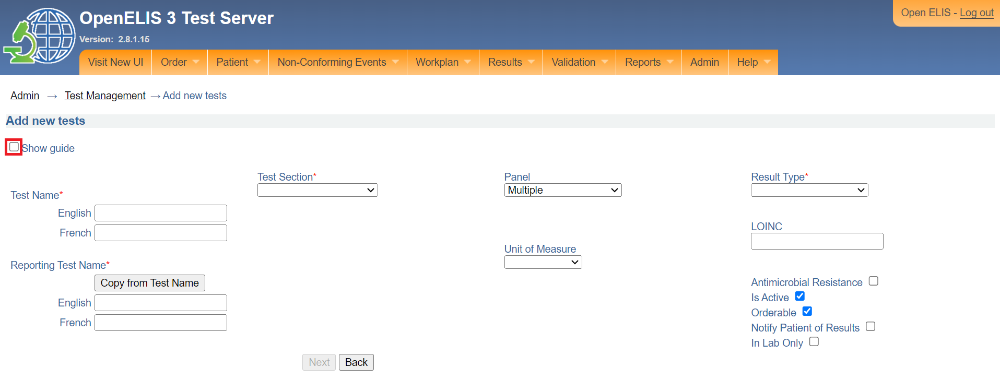 OpenELIS 3 Test Server
Open ELIS - Log out
Version: 2.8.1.15
Visit New UI Order Patient Non-Conforming Events Workplan Results Validation Reports Admin Help
Admin → Test Management → Add new tests
Add new tests
Show guide
Test Section* Panel Result Type*
Multiple
Test Name*
English
French
LOINC
Unit of Measure
Reporting Test Name*
Copy from Test Name
English
French
Antimicrobial Resistance
Is Active
Orderable
Notify Patient of Results
In Lab Only
Next Back